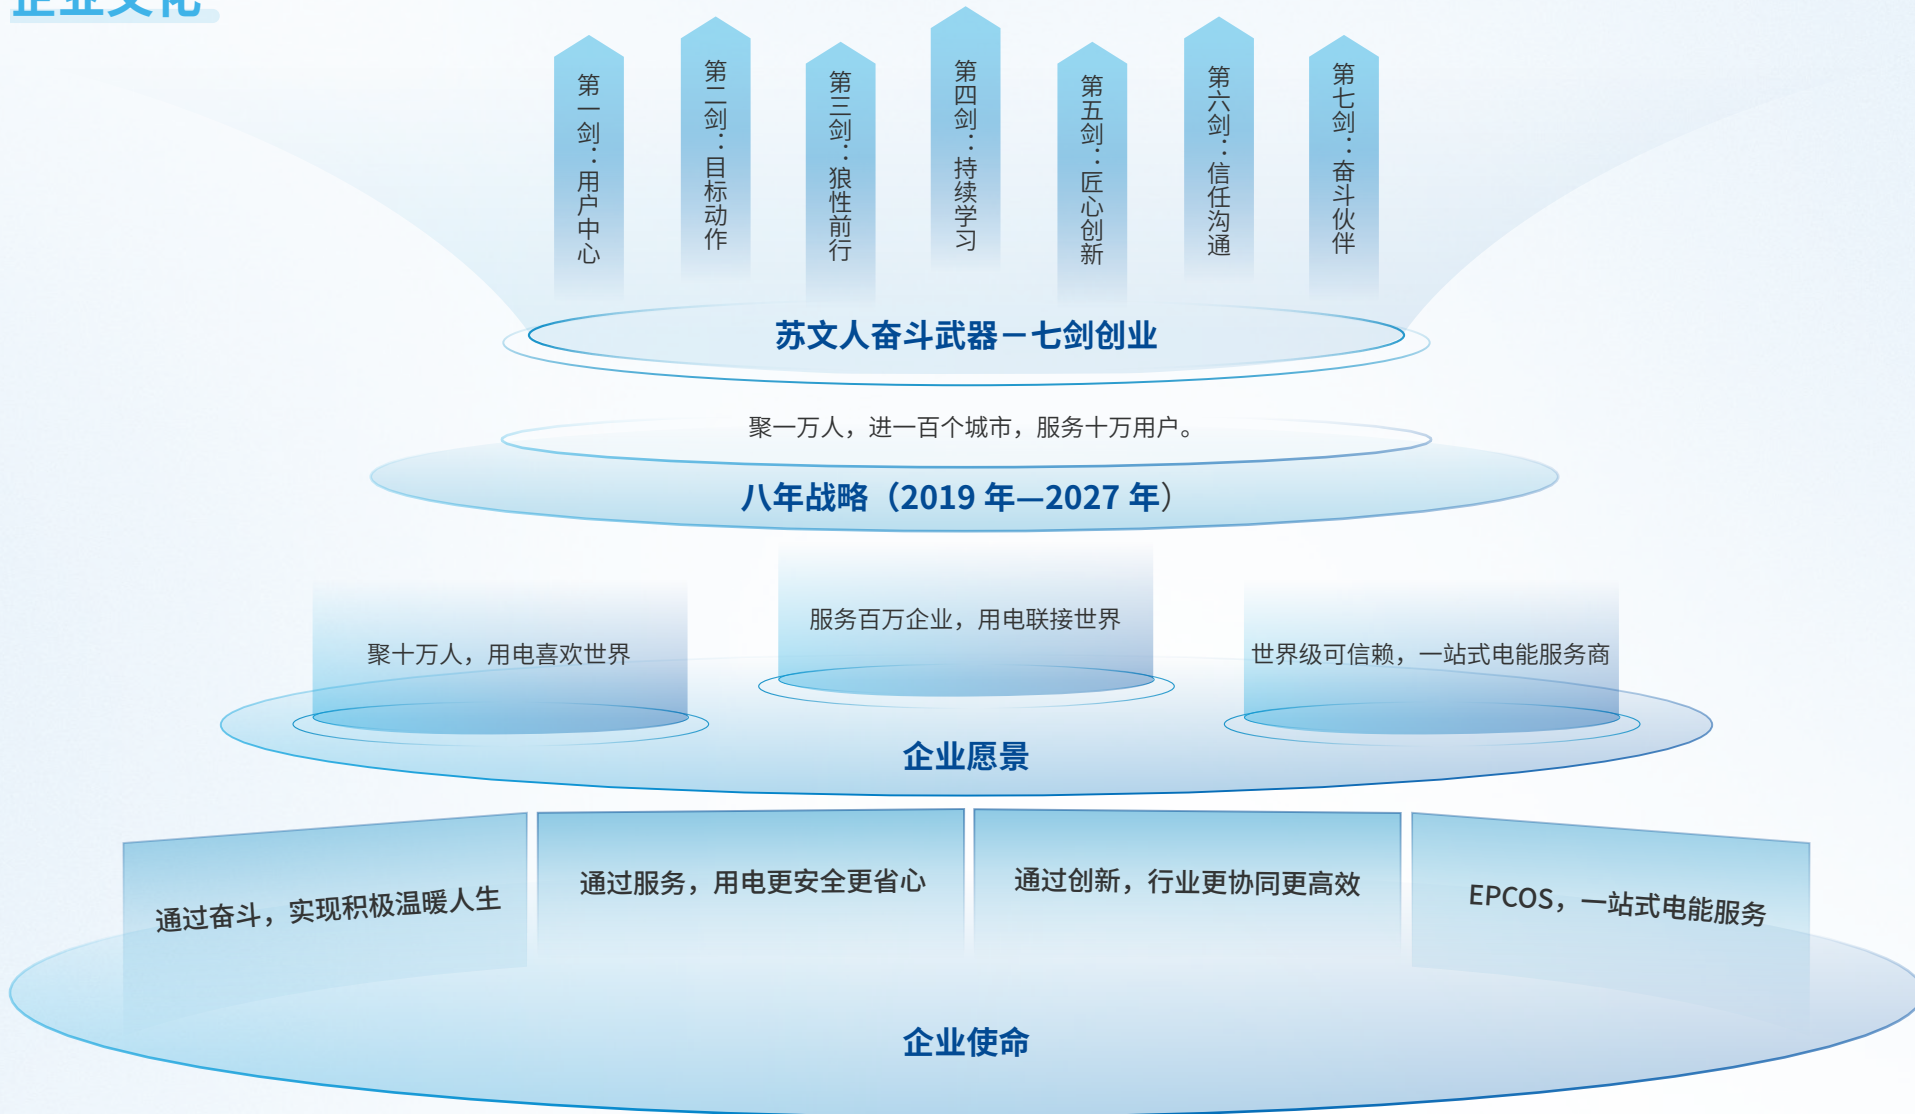 企业文化
第一剑：用户中心
第二剑：目标动作
第三剑：狼性前行
第四剑：持续学习
第五剑：匠心创新
第六剑：信任沟通
第七剑：奋斗伙伴
苏文人奋斗武器－七剑创业
聚一万人，进一百个城市，服务十万用户。
八年战略（2019 年—2027 年）
服务百万企业，用电联接世界
聚十万人，用电喜欢世界
世界级可信赖，一站式电能服务商
企业愿景
通过奋斗，实现积极温暖人生
通过服务，用电更安全更省心
通过创新，行业更协同更高效
EPCOS，一站式电能服务
企业使命